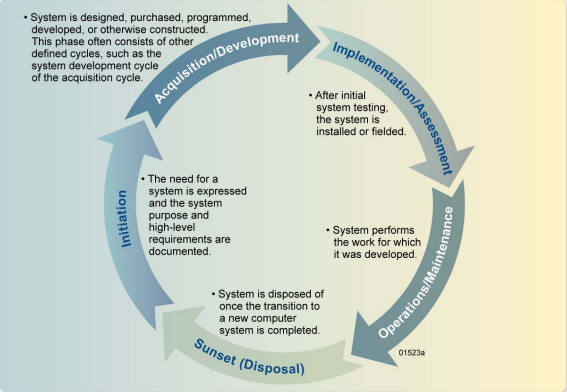 • System is designed, purchased, programmed,
developed, or otherwise constructed.
This phase often consists of other
defined cycles, such as the
system development cycle
of the acquisition cycle.
Acquisition/Development
Implementation/Assessment
• After initial
system testing,
the system is
installed or fielded.
Operations/Maintenance
• System performs
the work for which
it was developed.
01523a
Sunset (Disposal)
• System is disposed of
once the transition to
a new computer
system is completed.
Initiation
• The need for a
system is expressed
and the system
purpose and
high-level
requirements are
documented.